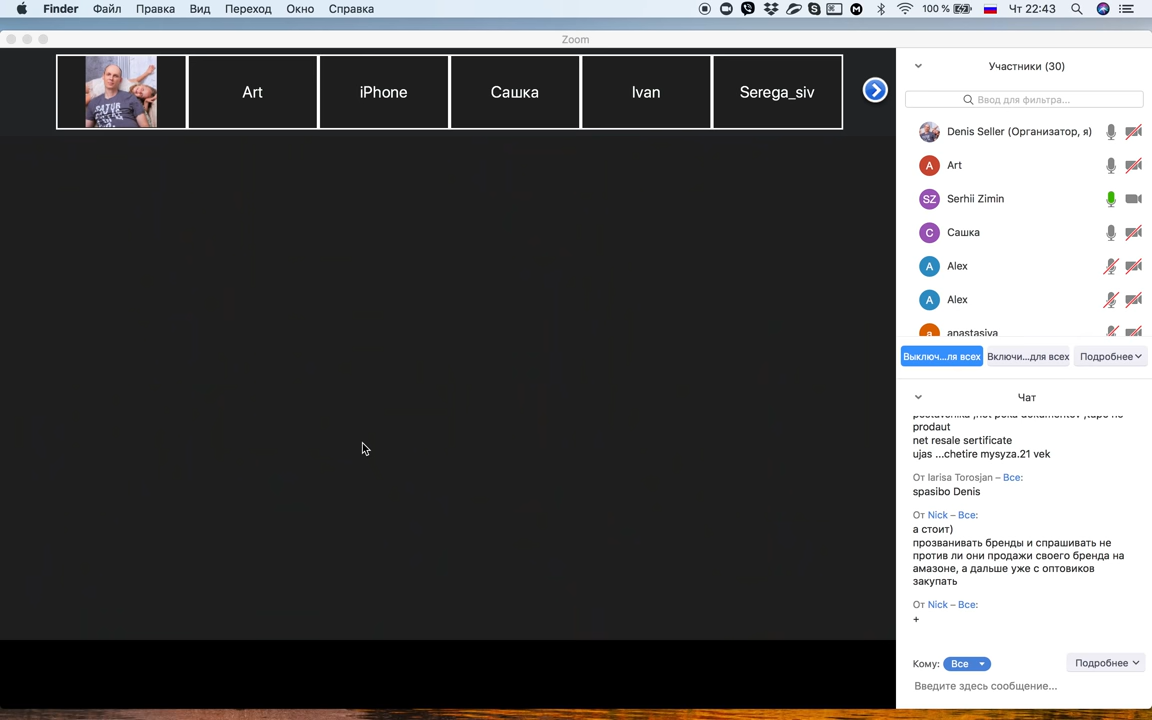 Finder Файл Правка Вид Переход Окно Справка 100 % Чт 22:43
Zoom
Art iPhone Сашка Ivan Serega_siv
Участники (30)
Ввод для фильтра...
Denis Seller (Организатор, я)
A Art
SZ Serhii Zimin
С Сашка
A Alex
A Alex
a anastasiya
Выключ...ля всех Включи...для всех Подробнее
Чат
prodaut
net resale sertificate
ujas ...chetire mysyza.21 vek
От larisa Torosjan – Все:
spasibo Denis
От Nick – Все:
а стоит)
прозванивать бренды и спрашивать не
против ли они продажи своего бренда на
амазоне, а дальше уже с оптовиков
закупать
От Nick – Все:
+
Кому: Все Подробнее
Введите здесь сообщение...